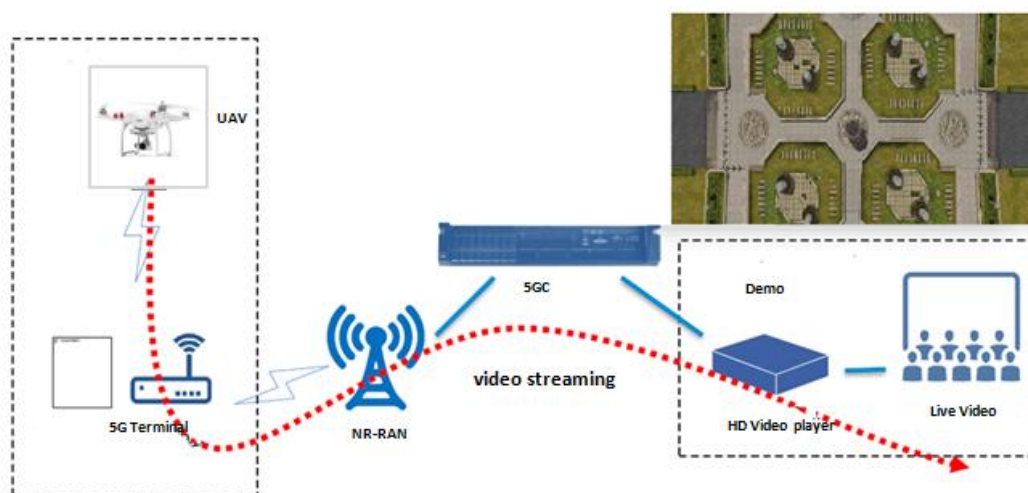 UAV
5GC
Demo
video streaming
5G Terminal
NR-RAN
HD Video player
Live Video